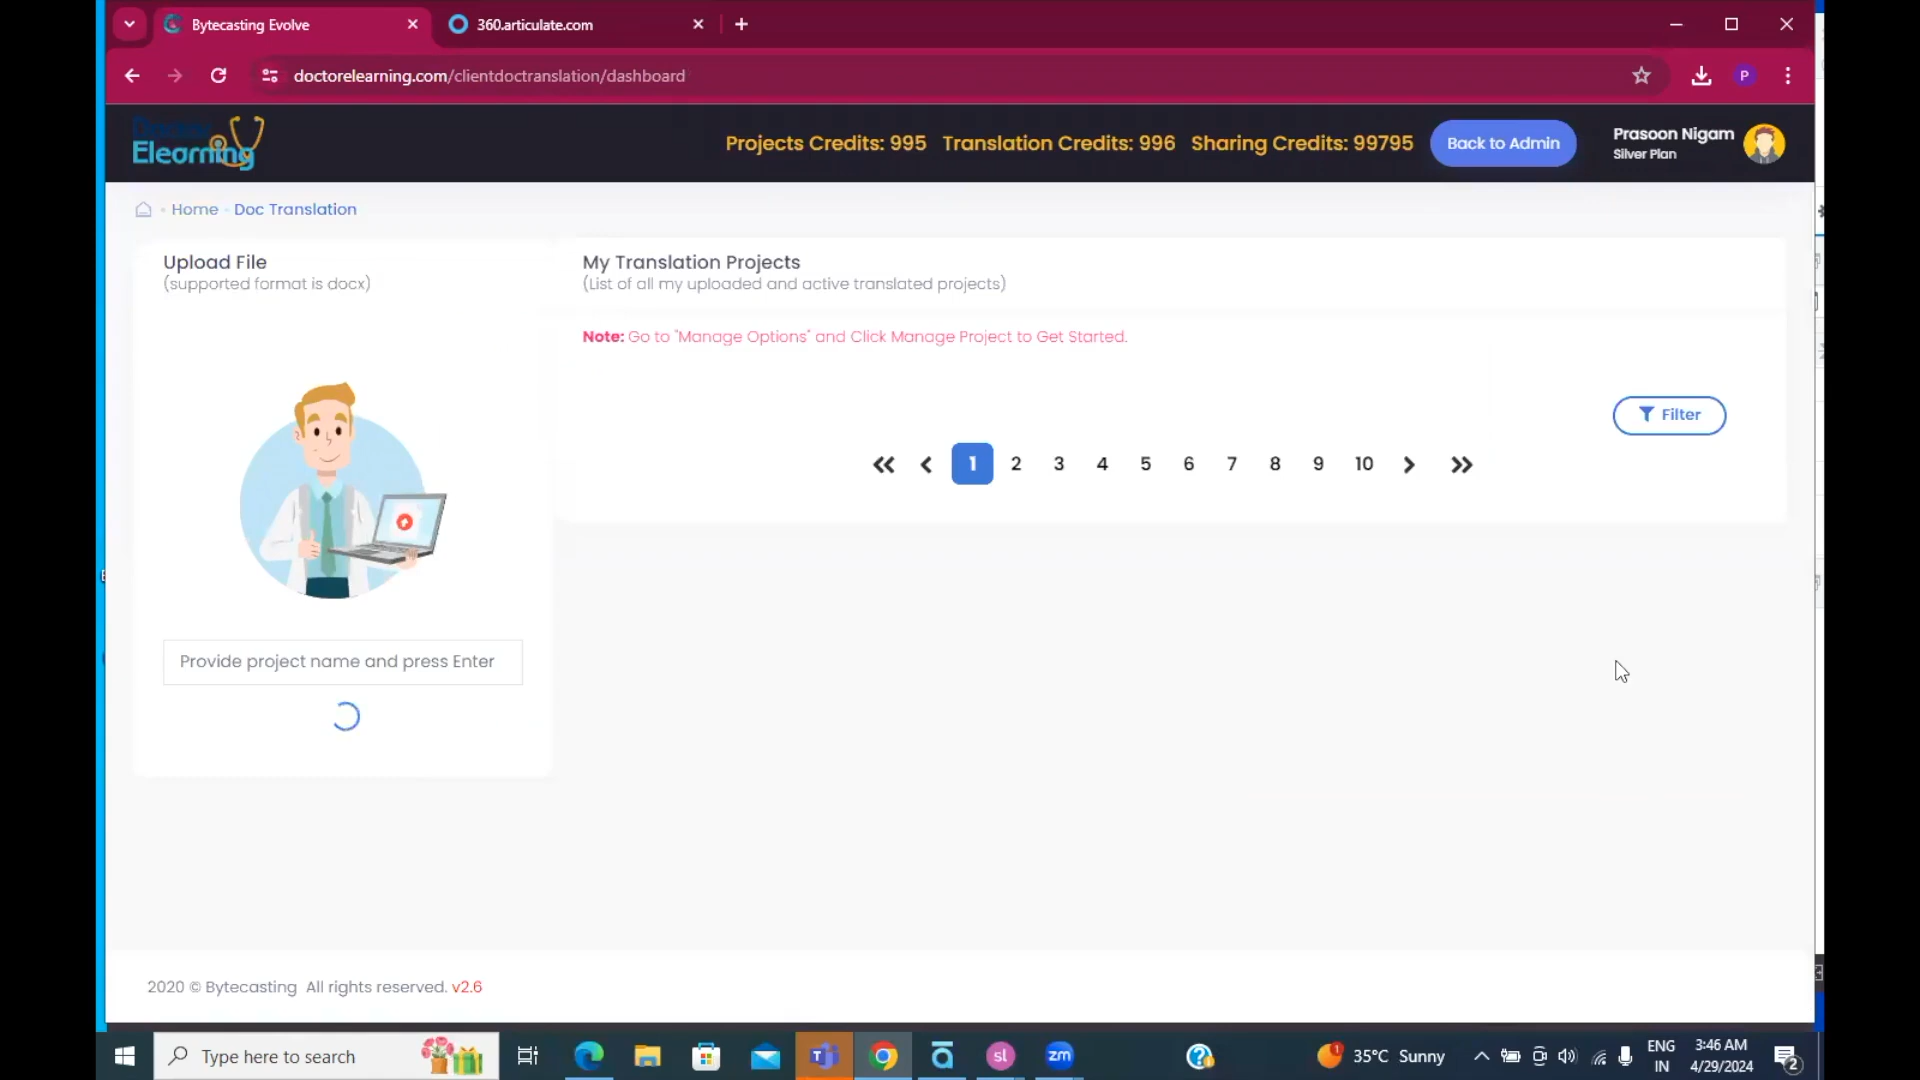 Bytecasting Evolve
360.articulate.com
doctorelearning.com/clientdoctranslation/dashboard
P
Doctor
Elearning
Projects Credits: 995 Translation Credits: 996 Sharing Credits: 99795
Back to Admin
Prasoon Nigam
Silver Plan
Home
Doc Translation
Upload File
(supported format is docx)
My Translation Projects
(List of all my uploaded and active translated projects)
Note: Go to "Manage Options" and Click Manage Project to Get Started.
Filter
1 2 3 4 5 6 7 8 9 10
Provide project name and press Enter
2020 © Bytecasting All rights reserved. v2.6
Type here to search
sl
zm
35°C Sunny
ENG
IN
3:46 AM
4/29/2024
2